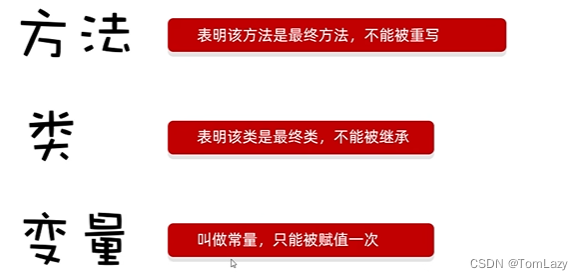 方法
表明该方法是最终方法，不能被重写
类
表明该类是最终类，不能被继承
变量
叫做常量，只能被赋值一次
CSDN @TomLazy